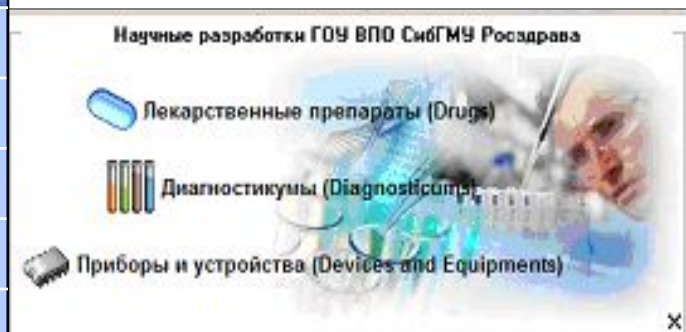 Научные разработки ГОУ ВПО СибГМУ Росздрава
Лекарственные препараты (Drugs)
Диагностикумы (Diagnosticums)
Приборы и устройства (Devices and Equipments)
X